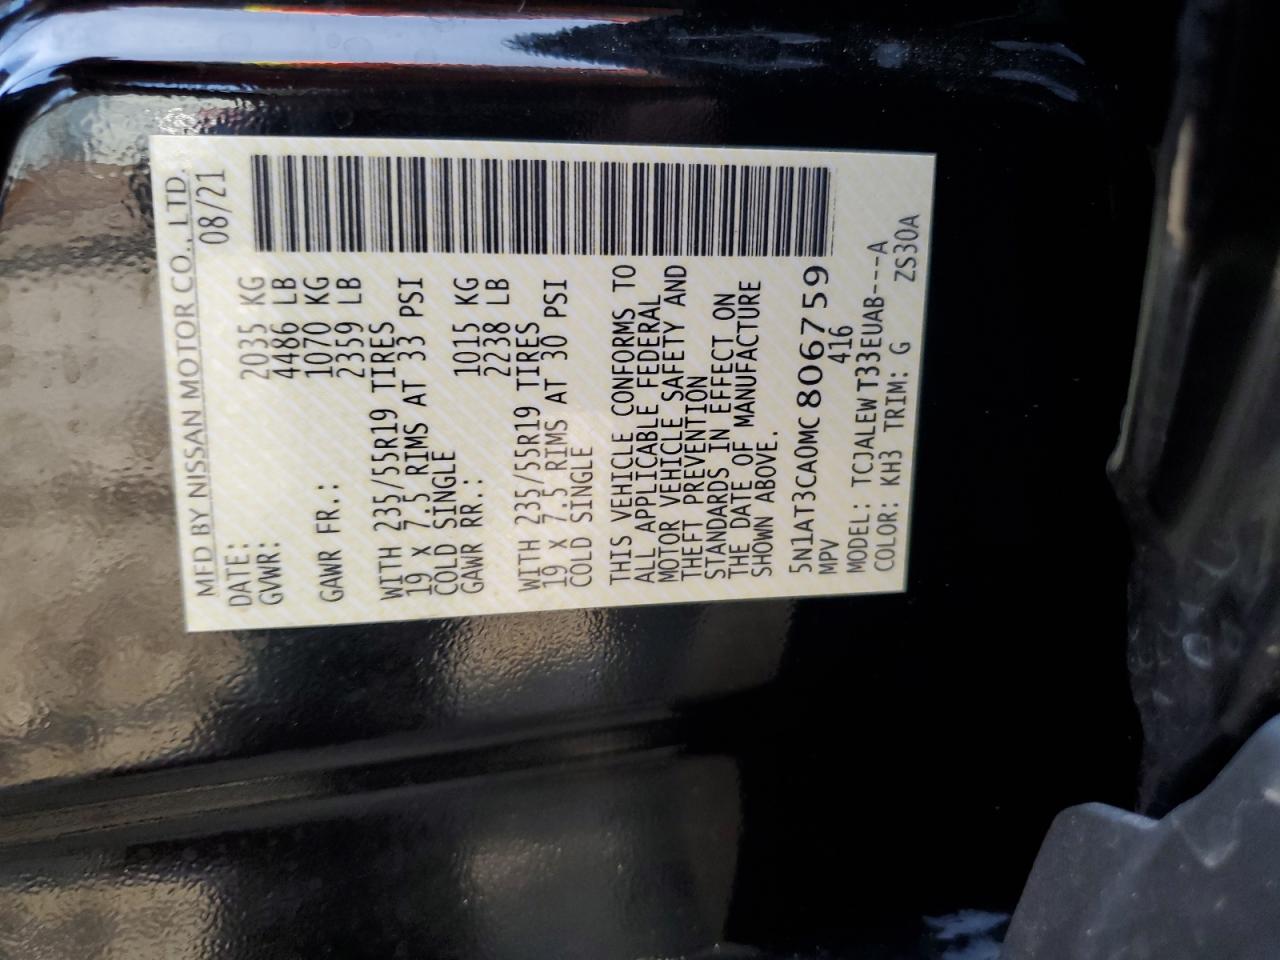 MFD BY NISSAN MOTOR CO., LTD.
DATE: 08/21
GVWR: 2035 KG
4486 LB
GAWR FR.: 1070 KG
2359 LB
WITH 235/55R19 TIRES
19 x 7.5 RIMS AT 33 PSI
COLD SINGLE
GAWR RR.: 1015 KG
2238 LB
WITH 235/55R19 TIRES
19 x 7.5 RIMS AT 30 PSI
COLD SINGLE
THIS VEHICLE CONFORMS TO
ALL APPLICABLE FEDERAL
MOTOR VEHICLE SAFETY AND
THEFT PREVENTION
STANDARDS IN EFFECT ON
THE DATE OF MANUFACTURE
SHOWN ABOVE.
5N1AT3CA0MC806759
MPV 416
MODEL: TCJALEWT33EUAB---A
COLOR: KH3 TRIM: G ZS30A